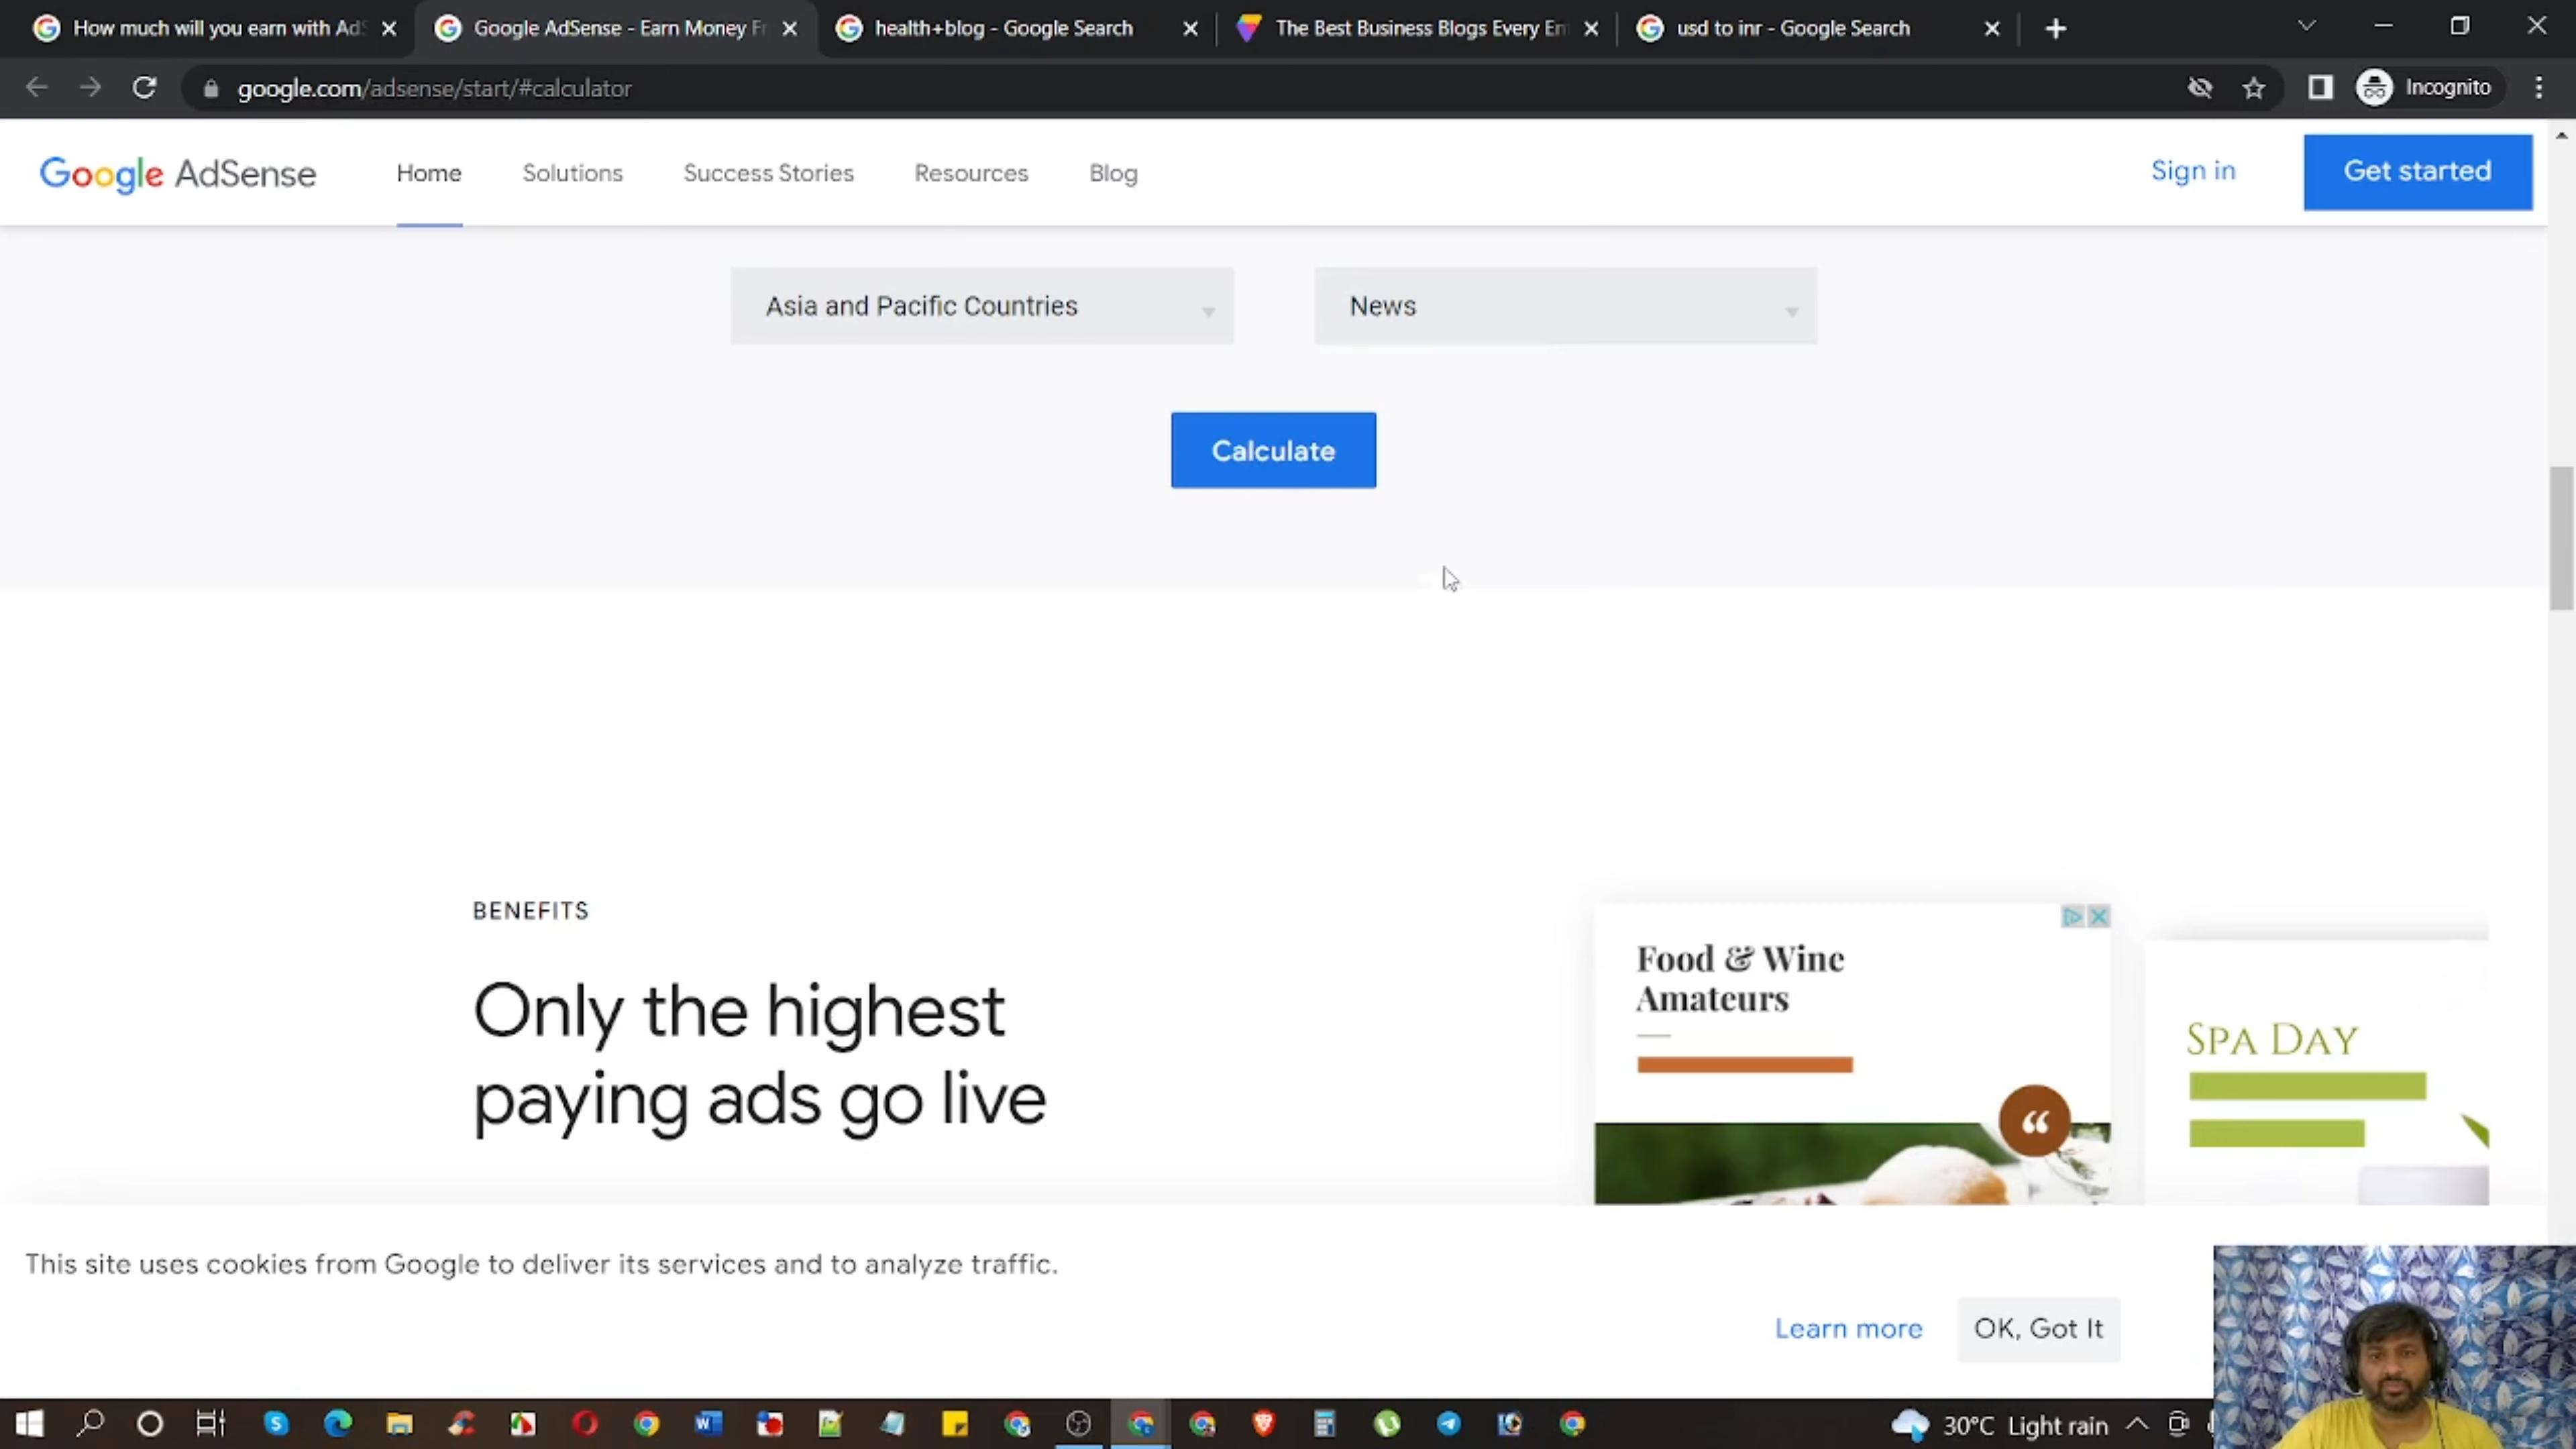 How much will you earn with Ad
Google AdSense - Earn Money F
health+blog - Google Search
The Best Business Blogs Every En
usd to inr - Google Search
google.com/adsense/start/#calculator
Incognito
Google AdSense
Home
Solutions
Success Stories
Resources
Blog
Sign in
Get started
Asia and Pacific Countries
News
Calculate
BENEFITS
Only the highest
paying ads go live
Food & Wine
Amateurs
SPA DAY
This site uses cookies from Google to deliver its services and to analyze traffic.
Learn more
OK, Got It
30°C Light rain